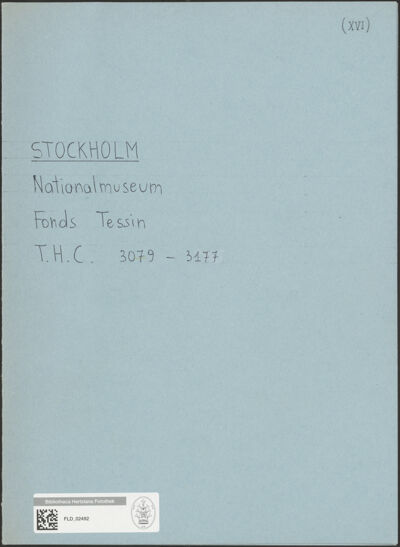 (XVI)
STOCKHOLM
Nationalmuseum
Fonds Tessin
T.H.C. 3079 - 3177
Bibliotheca Hertziana Fotothek
FLD_02492